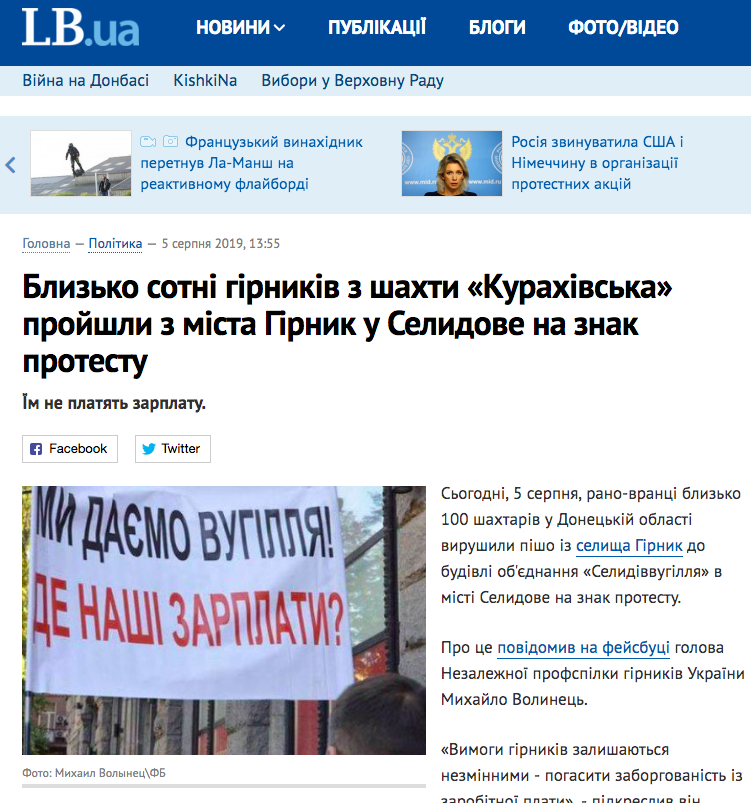 LB.ua
НОВИНИ ПУБЛІКАЦІЇ БЛОГИ ФОТО/ВІДЕО
Війна на Донбасі KishkiNa Вибори у Верховну Раду
Французький винахідник
перетнув Ла-Манш на
реактивному флайборді
www.mid.ru
Росія звинуватила США і
Німеччину в організації
протестних акцій
Головна — Політика — 5 серпня 2019, 13:55
Близько сотні гірників з шахти «Курахівська»
пройшли з міста Гірник у Селидове на знак
протесту
Їм не платять зарплату.
Facebook Twitter
МИ ДАЄМО ВУГІЛЛЯ!
ДЕ НАШІ ЗАРПЛАТИ?
Фото: Михаил Волынец\ФБ
Сьогодні, 5 серпня, рано-вранці близько
100 шахтарів у Донецькій області
вирушили пішо із селища Гірник до
будівлі об'єднання «Селидіввугілля» в
місті Селидове на знак протесту.
Про це повідомив на фейсбуці голова
Незалежної профспілки гірників України
Михайло Волинець.
«Вимоги гірників залишаються
незмінними - погасити заборгованість із
заробітної плати», - підкреслив він